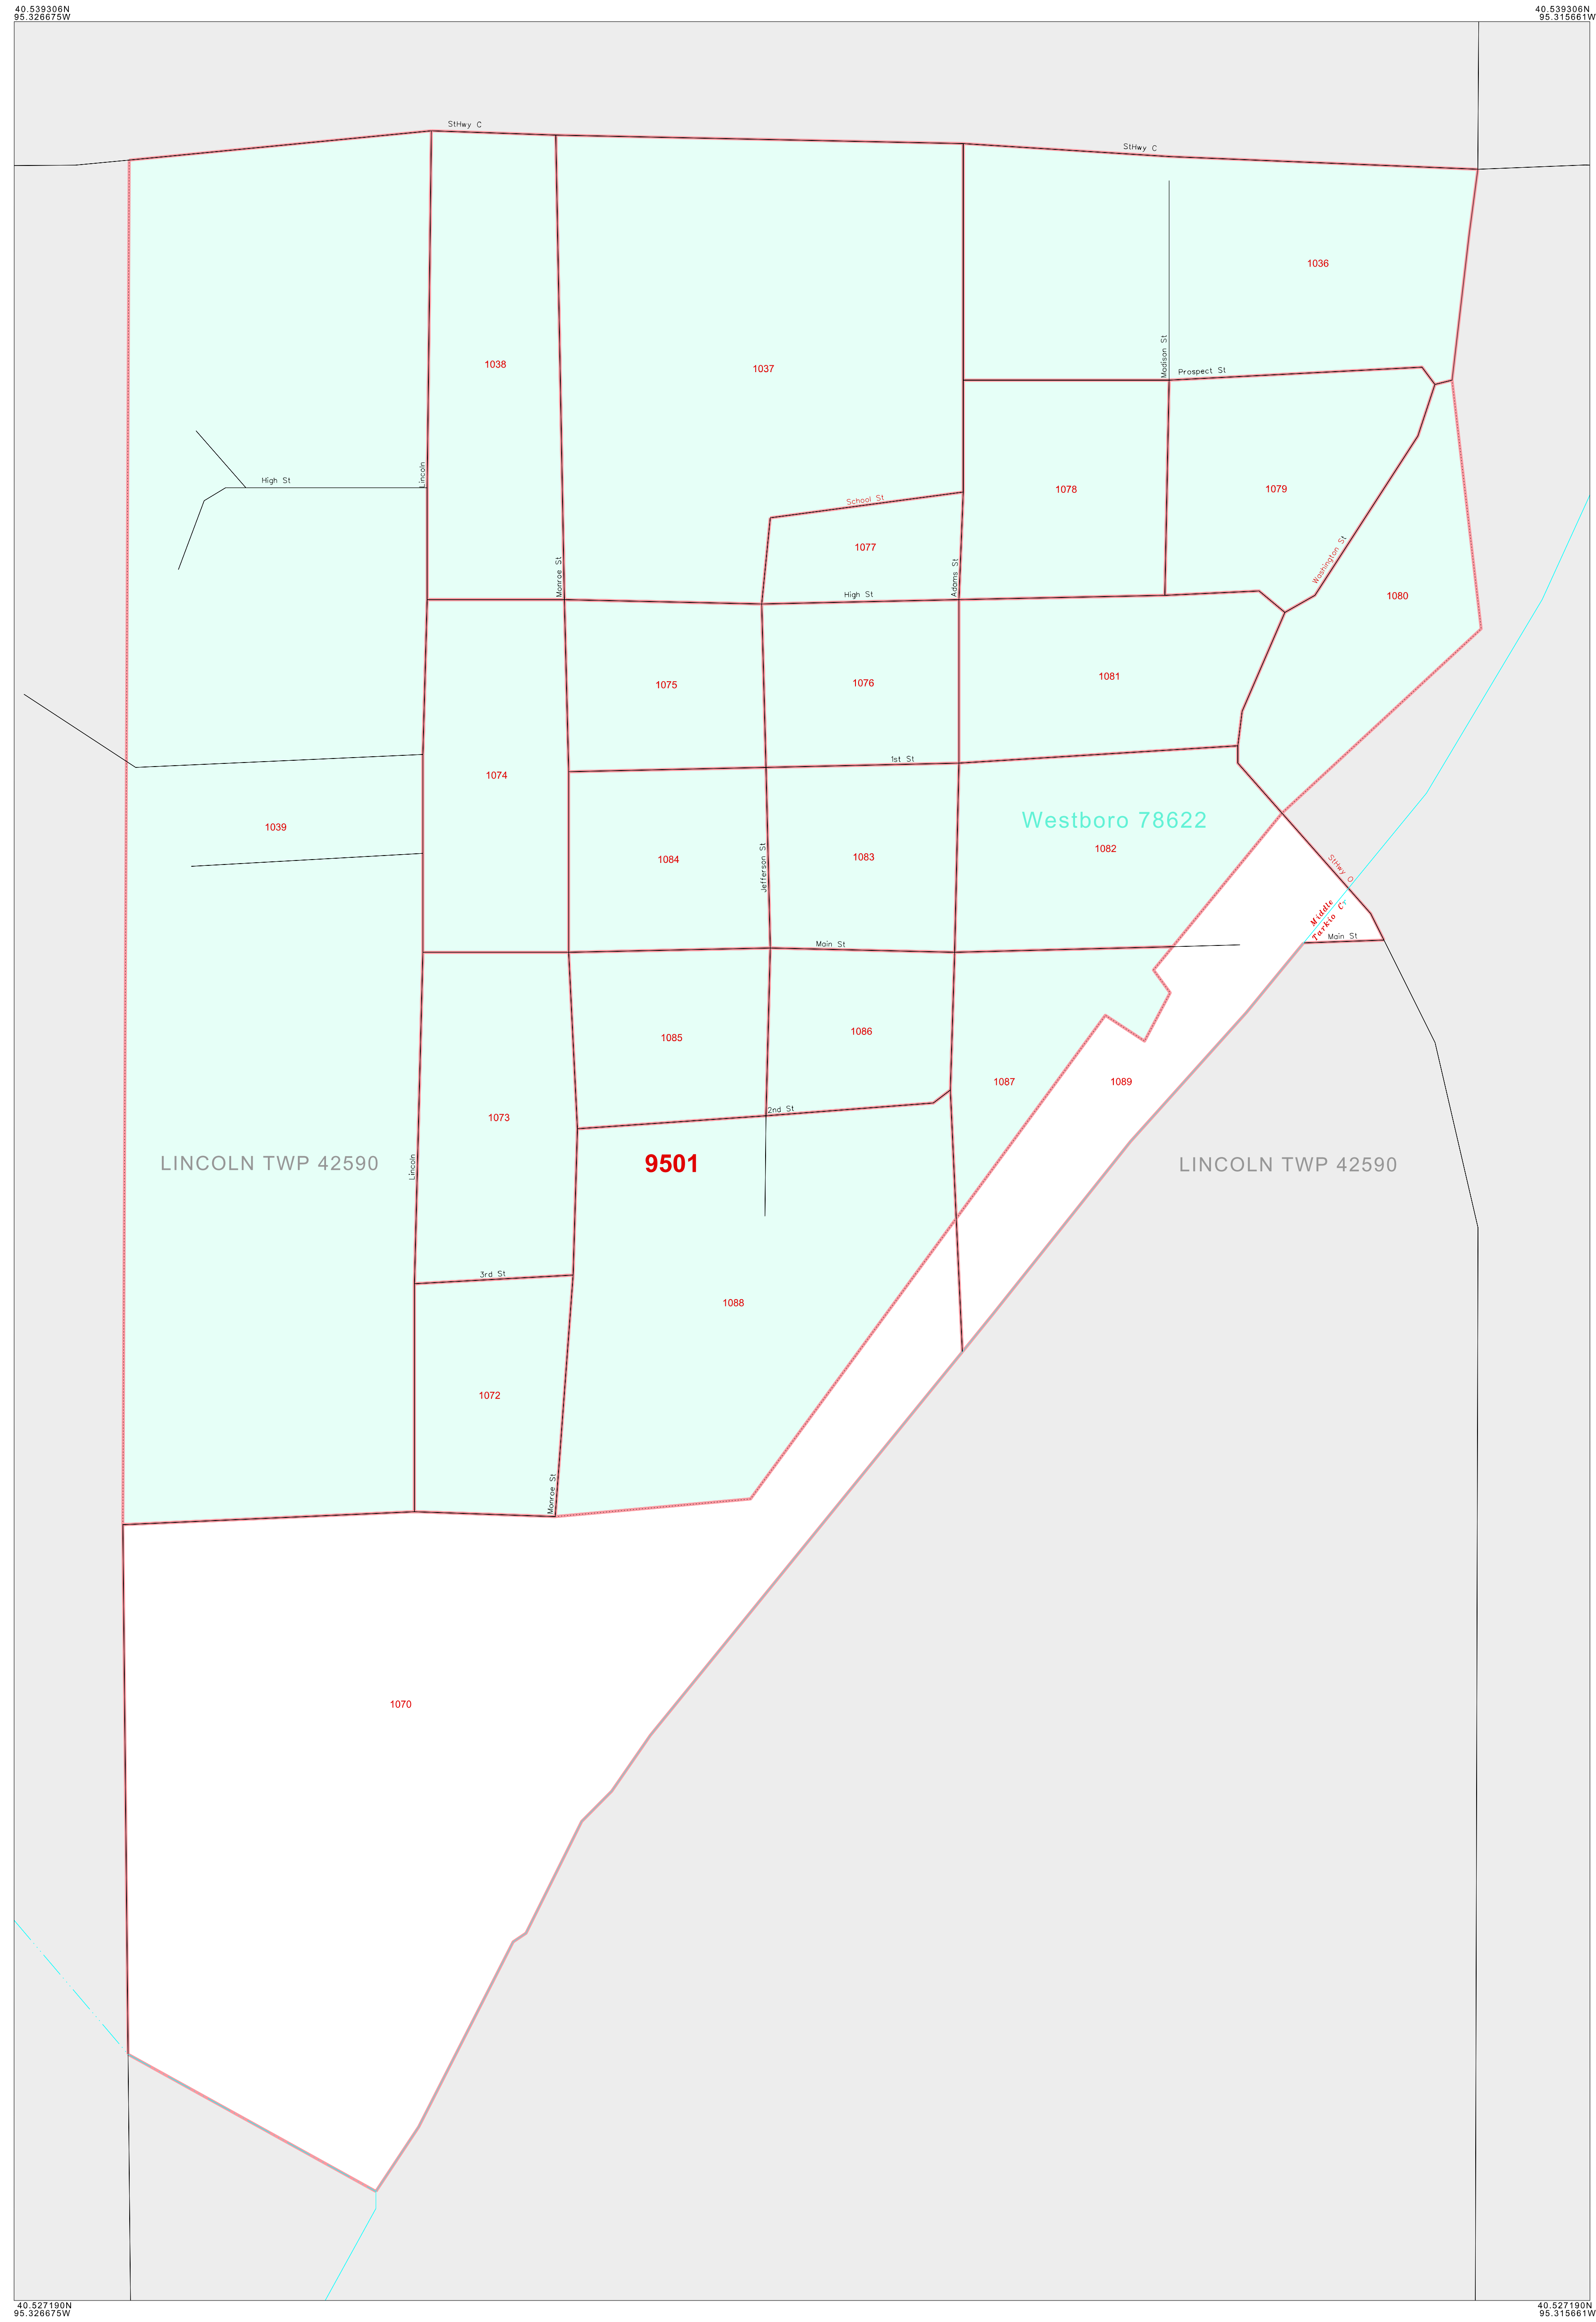 40.539306N
95.326675W
40.539306N
95.315661W
StHwy C
StHwy C
1036
Madison St
Prospect St
1038
1037
Lincoln
High St
School St
1078
1079
1077
Washington St
Monroe St
Adams St
High St
1080
1075
1076
1081
1st St
1074
Westboro 78622
1039
1084
Jefferson St
1083
1082
StHwy O
Middle
Tarkio Cr
Main St
Main St
1085
1086
1087
1089
1073
2nd St
Lincoln
LINCOLN TWP 42590
9501
LINCOLN TWP 42590
3rd St
1088
1072
Monroe St
1070
40.527190N
95.326675W
40.527190N
95.315661W